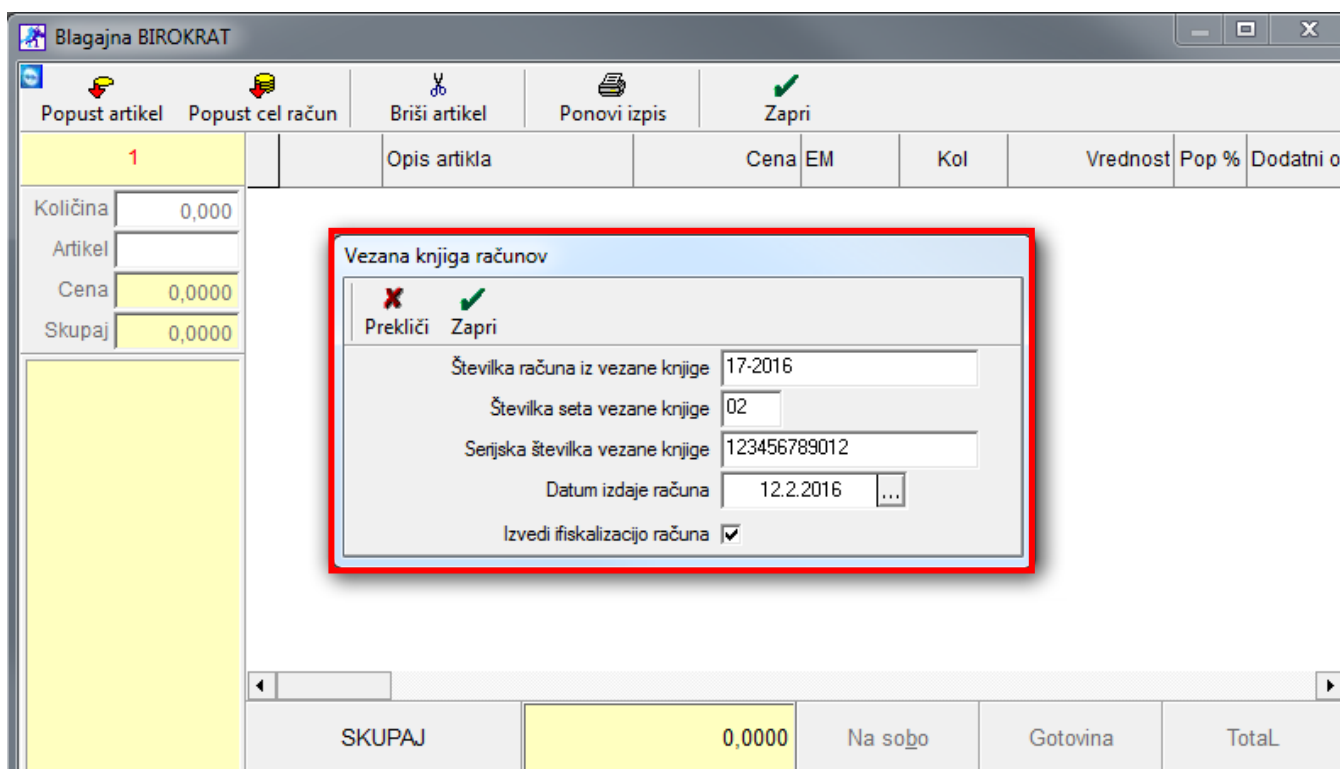 Blagajna BIROKRAT
Popust artikel Popust cel račun Briši artikel Ponovi izpis Zapri
1 Opis artikla Cena EM Kol Vrednost Pop % Dodatni o
Količina 0,000
Artikel
Cena 0,0000
Skupaj 0,0000
Vezana knjiga računov
Prekliči Zapri
Številka računa iz vezane knjige 17-2016
Številka seta vezane knjige 02
Serijska številka vezane knjige 123456789012
Datum izdaje računa 12.2.2016 ...
Izvedi ifiskalizacijo računa
SKUPAJ 0,0000 Na sobo Gotovina TotaL